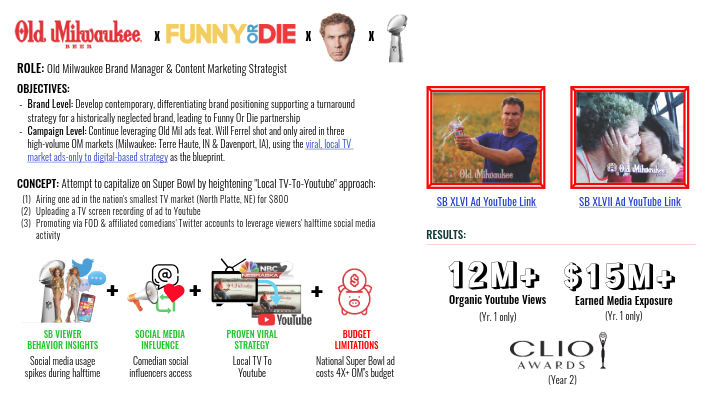 Old Milwaukee. x FUNNY OR DIE x x
BEER
ROLE: Old Milwaukee Brand Manager & Content Marketing Strategist
OBJECTIVES:
- Brand Level: Develop contemporary, differentiating brand positioning supporting a turnaround
strategy for a historically neglected brand, leading to Funny Or Die partnership
- Campaign Level: Continue leveraging Old Mil ads feat. Will Ferrel shot and only aired in three
high-volume OM markets (Milwaukee; Terre Haute, IN & Davenport, IA), using the viral, local TV
market ads-only to digital-based strategy as the blueprint.
CONCEPT: Attempt to capitalize on Super Bowl by heightening "Local TV-To-Youtube" approach:
(1) Airing one ad in the nation's smallest TV market (North Platte, NE) for $800
(2) Uploading a TV screen recording of ad to Youtube
(3) Promoting via FOD & affiliated comedians' Twitter accounts to leverage viewers' halftime social media
activity
+ + +
NBC
NEBRASKA
YouTube
SB VIEWER
BEHAVIOR INSIGHTS
Social media usage
spikes during halftime
SOCIAL MEDIA
INFLUENCE
Comedian social
influencers access
PROVEN VIRAL
STRATEGY
Local TV To
Youtube
BUDGET
LIMITATIONS
National Super Bowl ad
costs 4X+ OM's budget
Old Milwaukee
Old Milwaukee
SB XLVI Ad YouTube Link
SB XLVII Ad YouTube Link
RESULTS:
12M+
Organic Youtube Views
(Yr. 1 only)
$15M+
Earned Media Exposure
(Yr. 1 only)
CLIO
AWARDS
(Year 2)